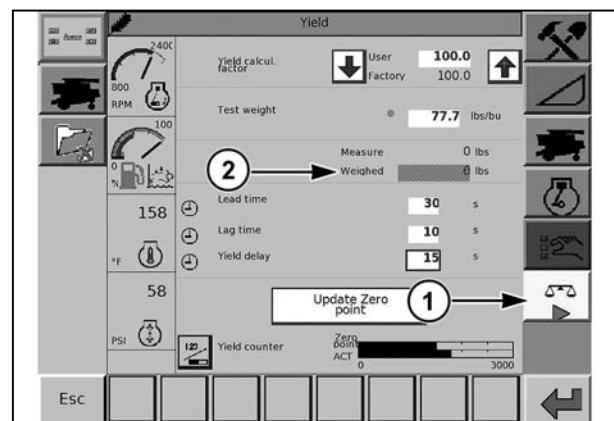 Yield
2400
800
RPM
Yield calcul. factor
User 100.0
Factory 100.0
Test weight 77.7 lbs/bu
100
0
%
2
Measure 0 lbs
Weighed 0 lbs
Lead time 30 s
158
°F
Lag time 10 s
Yield delay 15 s
58
PSI
Update Zero point
1
Yield counter
123
Zero point
ACT
0 3000
Esc